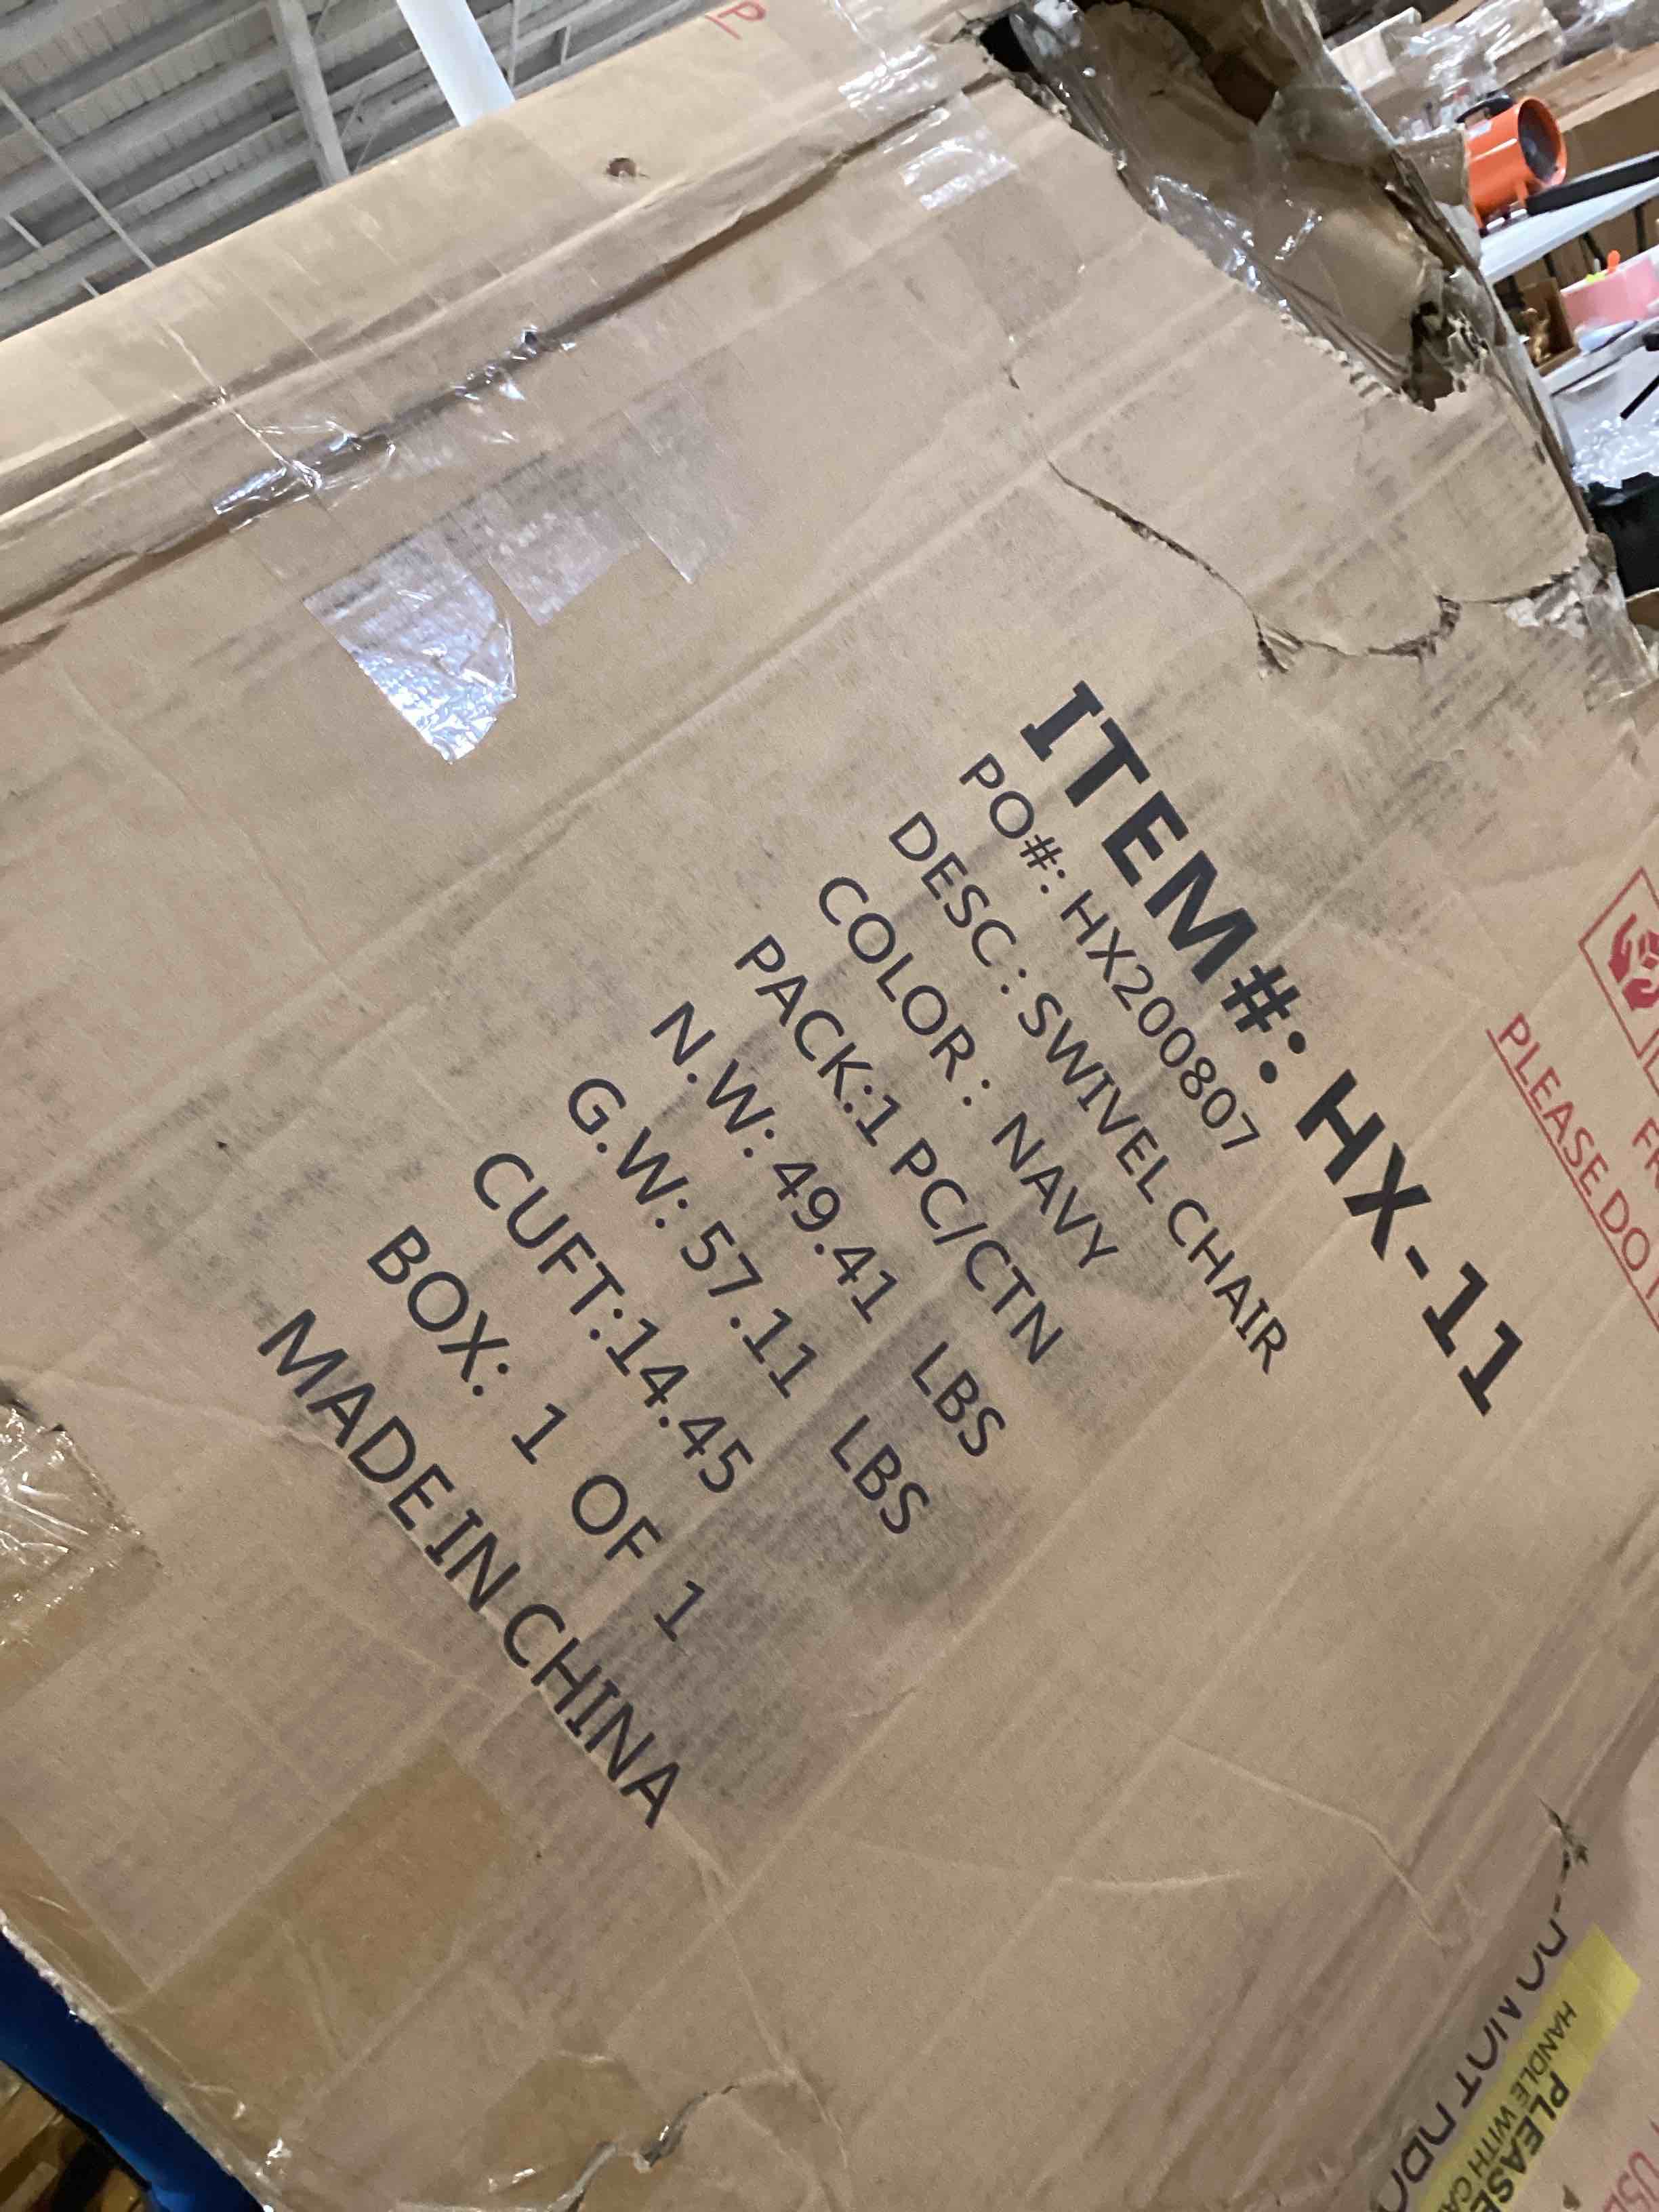 ITEM#: HX-11
PO#: HX200807
DESC : SWIVEL CHAIR
COLOR : NAVY
PACK:1 PC/CTN
N.W: 49.41 LBS
G.W: 57.11 LBS
CUFT:14.45
BOX: 1 OF 1
MADE IN CHINA
PLEASE DO
PLEASE
HANDLE WITH